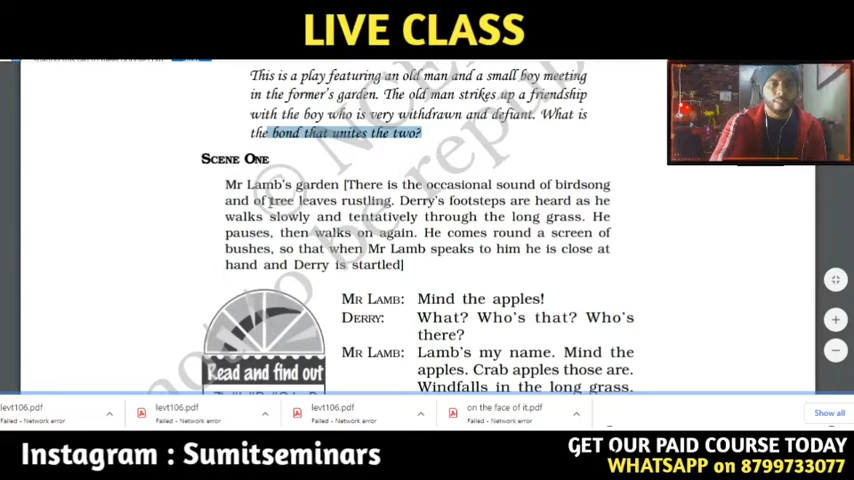 LIVE CLASS
This is a play featuring an old man and a small boy meeting
in the former's garden. The old man strikes up a friendship
with the boy who is very withdrawn and defiant. What is
the bond that unites the two?
SCENE ONE
Mr Lamb's garden [There is the occasional sound of birdsong
and of tree leaves rustling. Derry's footsteps are heard as he
walks slowly and tentatively through the long grass. He
pauses, then walks on again. He comes round a screen of
bushes, so that when Mr Lamb speaks to him he is close at
hand and Derry is startled]
MR LAMB: Mind the apples!
DERRY: What? Who's that? Who's
there?
MR LAMB: Lamb's my name. Mind the
apples. Crab apples those are.
Windfalls in the long grass.
Read and find out
© NCE
not to be repu
levt106.pdf
Failed - Network error
levt106.pdf
Failed - Network error
levt106.pdf
Failed - Network error
on the face of it.pdf
Failed - Network error
Show all
Instagram : Sumitseminars
GET OUR PAID COURSE TODAY
WHATSAPP on 8799733077